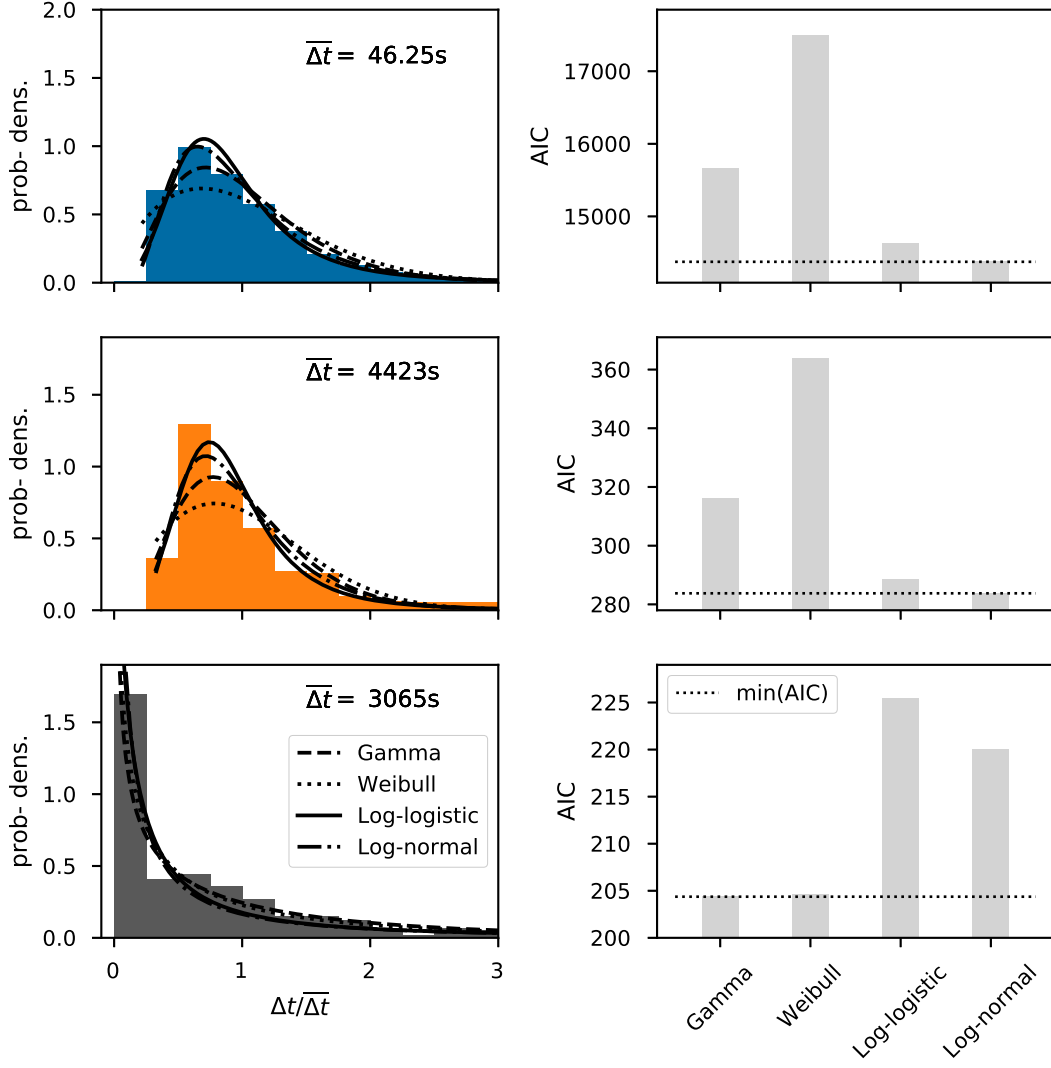 2.0
1.5
1.0
0.5
0.0
prob- dens.
Δt = 46.25s
17000
16000
15000
AIC
1.5
1.0
0.5
0.0
prob- dens.
Δt = 4423s
360
340
320
300
280
AIC
1.5
1.0
0.5
0.0
prob- dens.
Δt = 3065s
Gamma
Weibull
Log-logistic
Log-normal
0 1 2 3
Δt/Δt
225
220
215
210
205
200
AIC
min(AIC)
Gamma
Weibull
Log-logistic
Log-normal